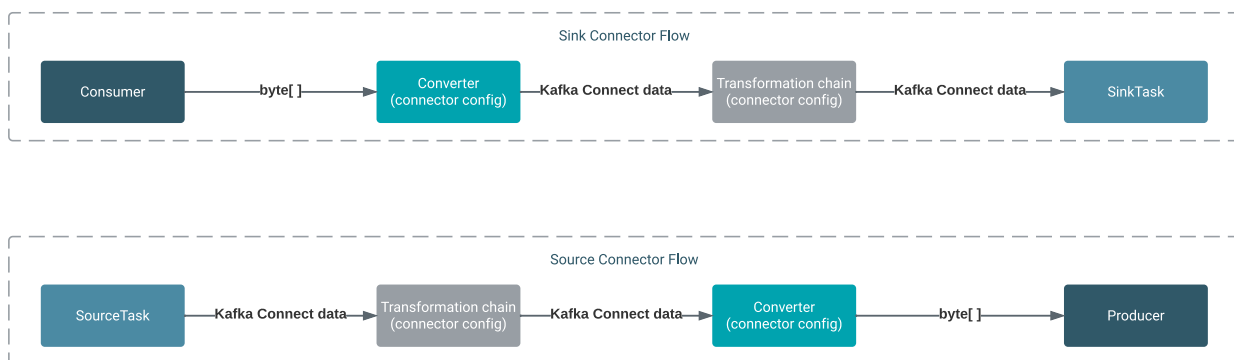 Sink Connector Flow
Consumer
byte[ ]
Converter
(connector config)
Kafka Connect data
Transformation chain
(connector config)
Kafka Connect data
SinkTask
Source Connector Flow
SourceTask
Kafka Connect data
Transformation chain
(connector config)
Kafka Connect data
Converter
(connector config)
byte[ ]
Producer